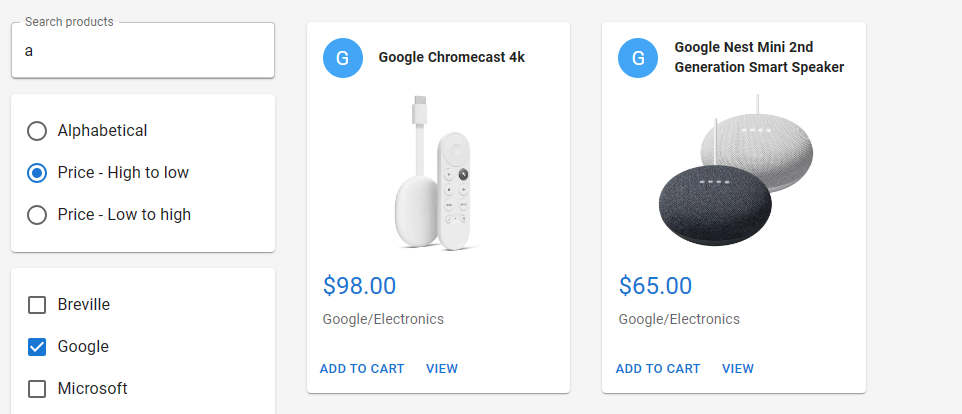 Search products
a
Alphabetical
Price - High to low
Price - Low to high
Breville
Google
Microsoft
G
Google Chromecast 4k
$98.00
Google/Electronics
ADD TO CART
VIEW
G
Google Nest Mini 2nd
Generation Smart Speaker
$65.00
Google/Electronics
ADD TO CART
VIEW